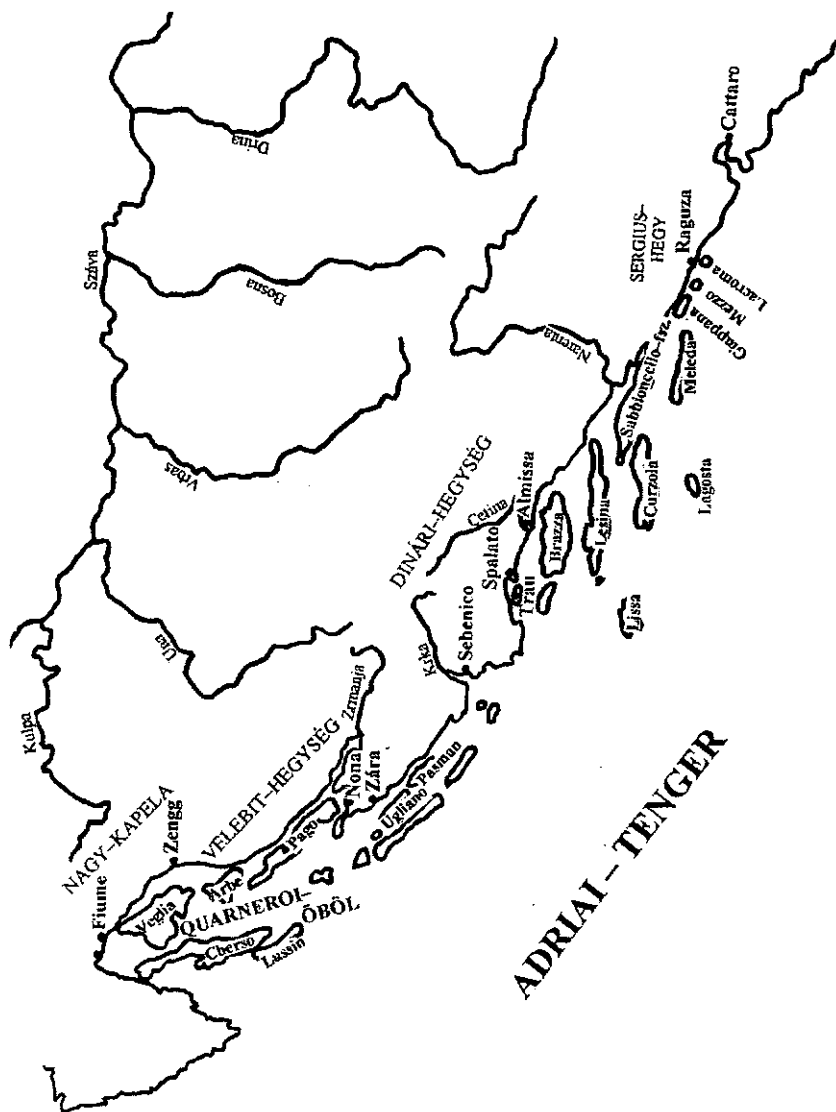 Kulpa
Száva
Una
Vrbas
Bosna
Drina
NAGY–KAPELA
Fiume
Zengg
VELEBIT–HEGYSÉG
Zrmanja
DINÁRI–HEGYSÉG
Krka
Cetina
Narenta
SERGIUS–
HEGY
Veglia
Arbe
Pago
QUARNEROI–
ÖBÖL
Cherso
Lussin
Nona
Zára
Ugliano
Pasman
Sebenico
Spalato
Trau
Almissa
Brazza
Lesina
Lissa
Curzola
Sabbioncello–fsz.
Lagosta
Meleda
Giuppana
Mezzo
Lacroma
Raguza
Cattaro
ADRIAI – TENGER